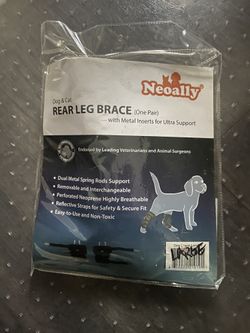 Neoally
Dog & Cat
REAR LEG BRACE (One Pair)
with Metal Inserts for Ultra Support
Endorsed by Leading Veterinarians and Animal Surgeons
• Dual Metal Spring Rods Support
• Removable and Interchangeable
• Perforated Neoprene Highly Breathable
• Reflective Straps for Safety & Secure Fit
• Easy-to-Use and Non-Toxic
LARGE